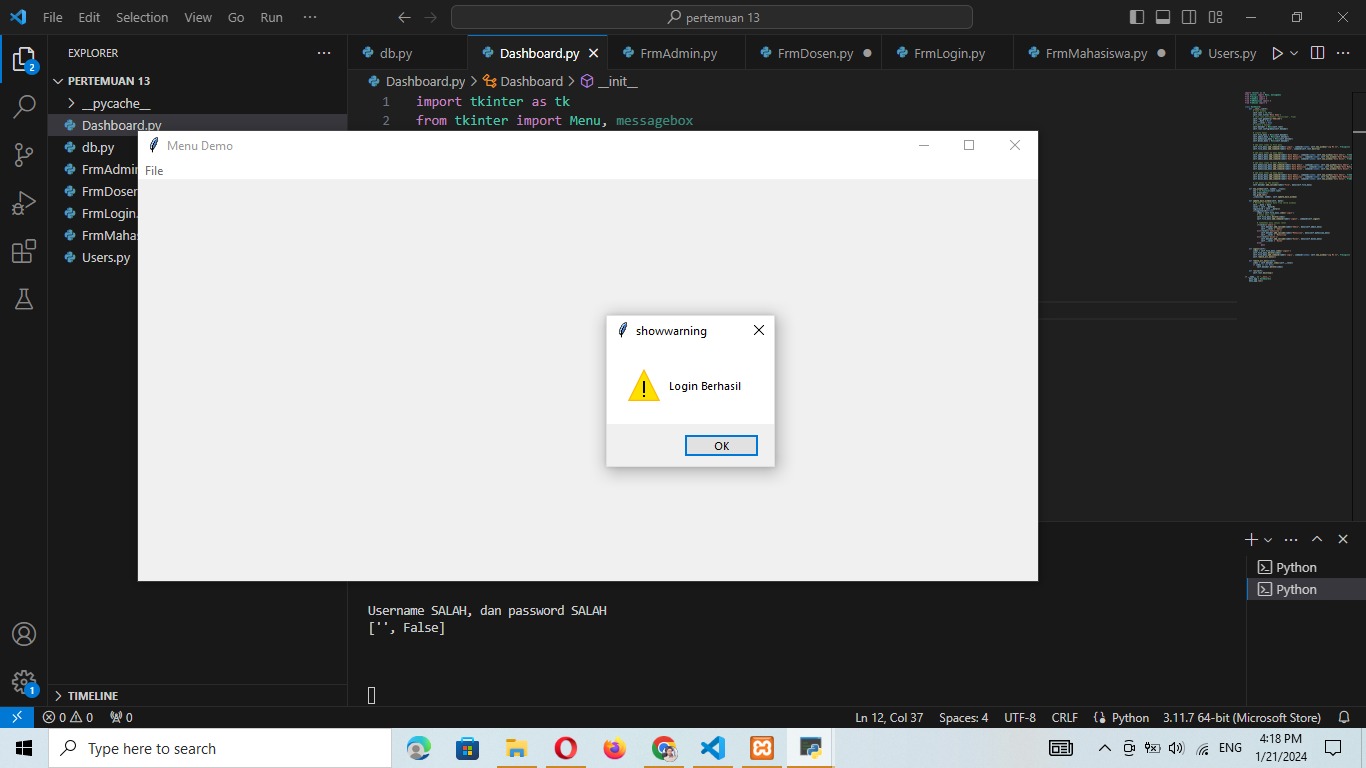 File Edit Selection View Go Run ···
pertemuan 13
EXPLORER ···
db.py Dashboard.py FrmAdmin.py FrmDosen.py FrmLogin.py FrmMahasiswa.py Users.py
PERTEMUAN 13
Dashboard.py > Dashboard > __init__
__pycache__
1 import tkinter as tk
Dashboard.py
2 from tkinter import Menu, messagebox
db.py
FrmAdmin
FrmDosen
FrmLogin.
FrmMahas
Users.py
Menu Demo
File
showwarning
Login Berhasil
OK
Python
Python
Username SALAH, dan password SALAH
['', False]
TIMELINE
2
1
0 0 0
Ln 12, Col 37 Spaces: 4 UTF-8 CRLF Python 3.11.7 64-bit (Microsoft Store)
Type here to search
ENG
4:18 PM
1/21/2024